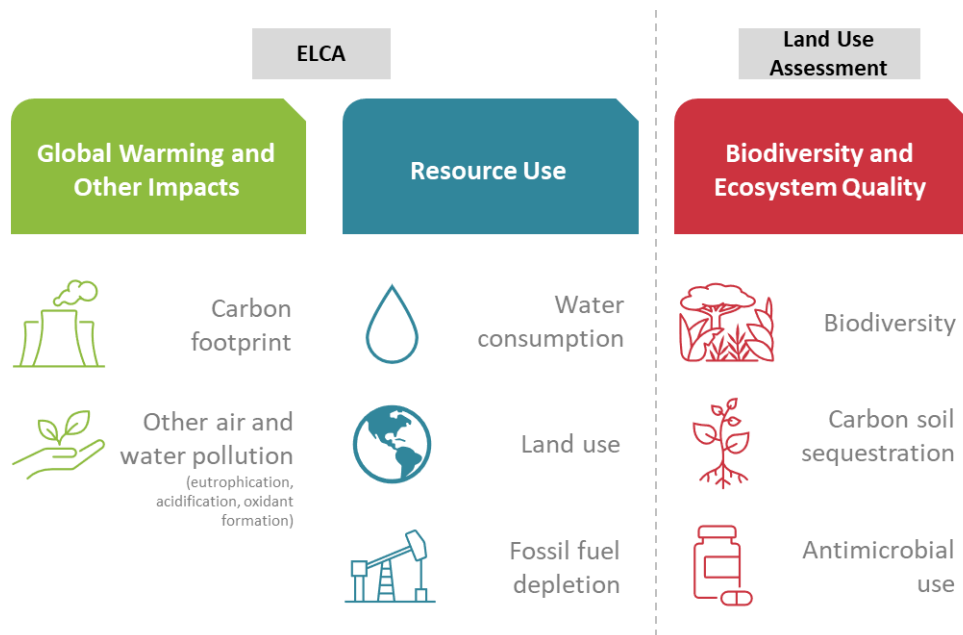 ELCA
Land Use
Assessment
Global Warming and
Other Impacts
Resource Use
Biodiversity and
Ecosystem Quality
Carbon
footprint
Other air and
water pollution
(eutrophication,
acidification, oxidant
formation)
Water
consumption
Land use
Fossil fuel
depletion
Biodiversity
Carbon soil
sequestration
Antimicrobial
use